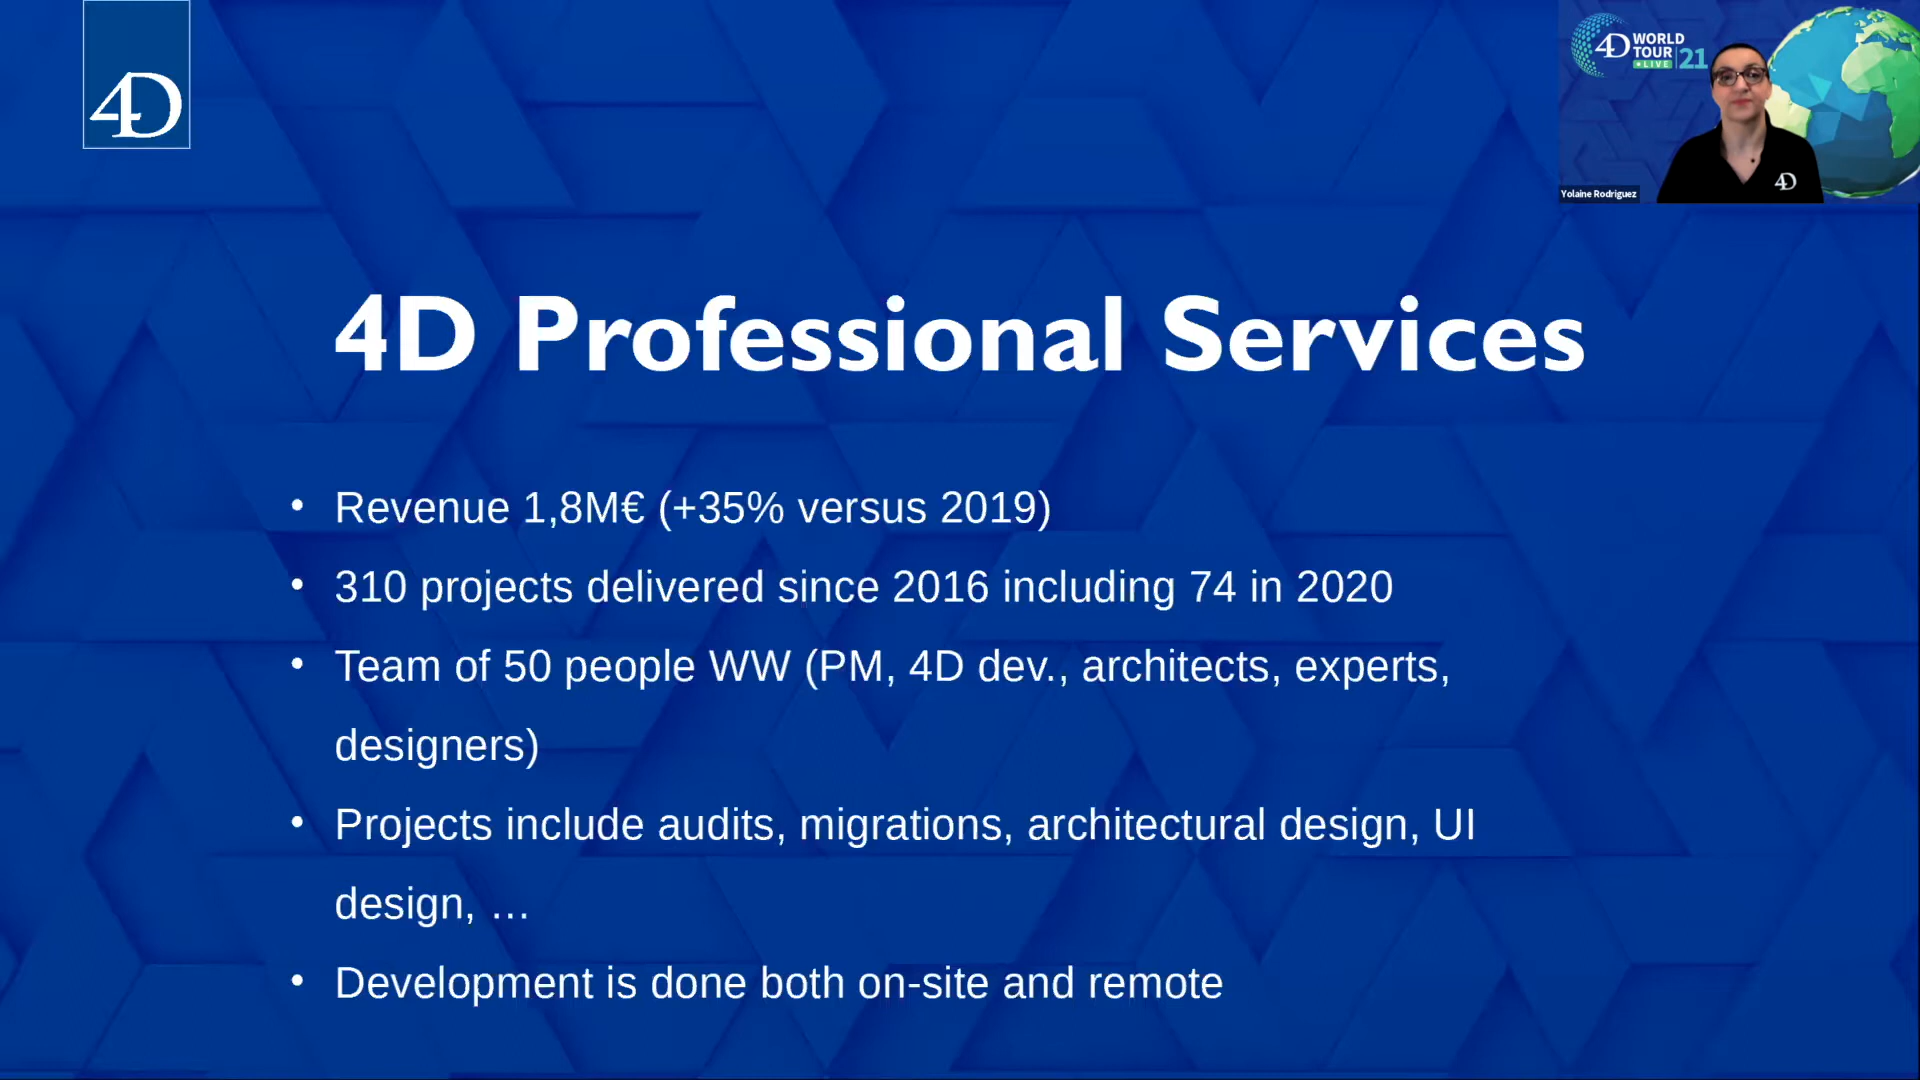 4D
4D WORLD
TOUR
LIVE 21
4D
Yolaine Rodriguez
4D Professional Services
• Revenue 1,8M€ (+35% versus 2019)
• 310 projects delivered since 2016 including 74 in 2020
• Team of 50 people WW (PM, 4D dev., architects, experts,
designers)
• Projects include audits, migrations, architectural design, UI
design, …
• Development is done both on-site and remote